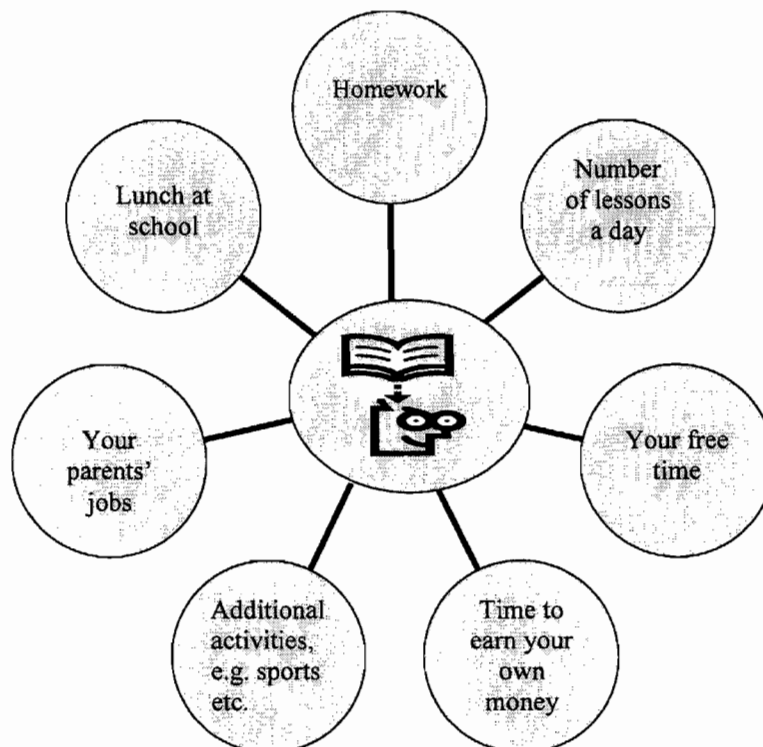 Homework
Number
of lessons
a day
Your free
time
Time to
earn your
own
money
Additional
activities,
e.g. sports
etc.
Your
parents'
jobs
Lunch at
school